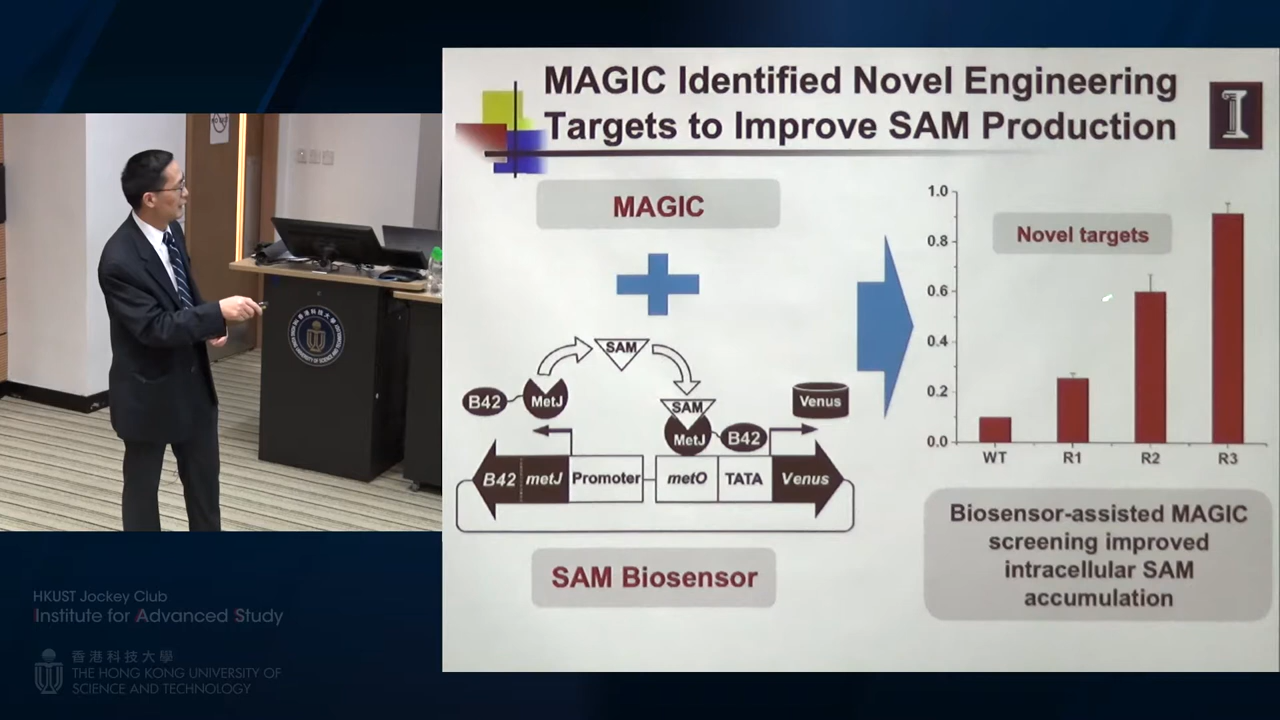 MAGIC Identified Novel Engineering
Targets to Improve SAM Production
MAGIC
SAM
B42
MetJ
SAM
MetJ
B42
Venus
B42
metJ
Promoter
metO
TATA
Venus
SAM Biosensor
1.0
0.8
0.6
0.4
0.2
0.0
Novel targets
WT
R1
R2
R3
Biosensor-assisted MAGIC
screening improved
intracellular SAM
accumulation
HKUST Jockey Club
Institute for Advanced Study
香港科技大學
THE HONG KONG UNIVERSITY OF
SCIENCE AND TECHNOLOGY